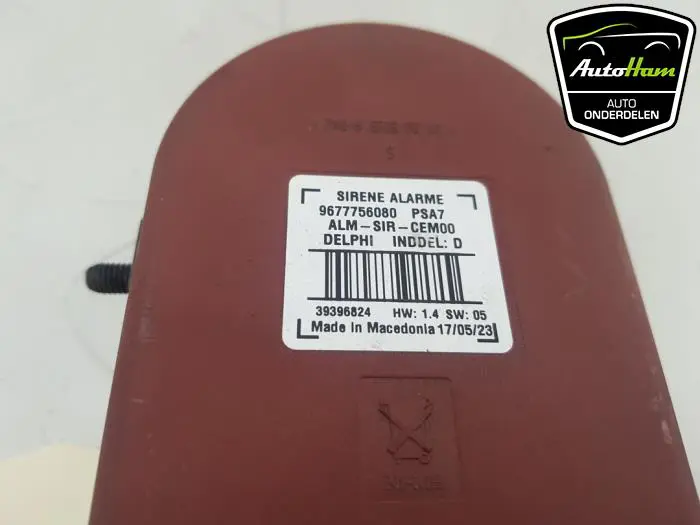 AutoHam
AUTO
ONDERDELEN
5
SIRENE ALARME
9677756080 PSA7
ALM-SIR-CEM00
DELPHI INDDEL: D
39396824 HW: 1.4 SW: 05
Made in Macedonia 17/05/23